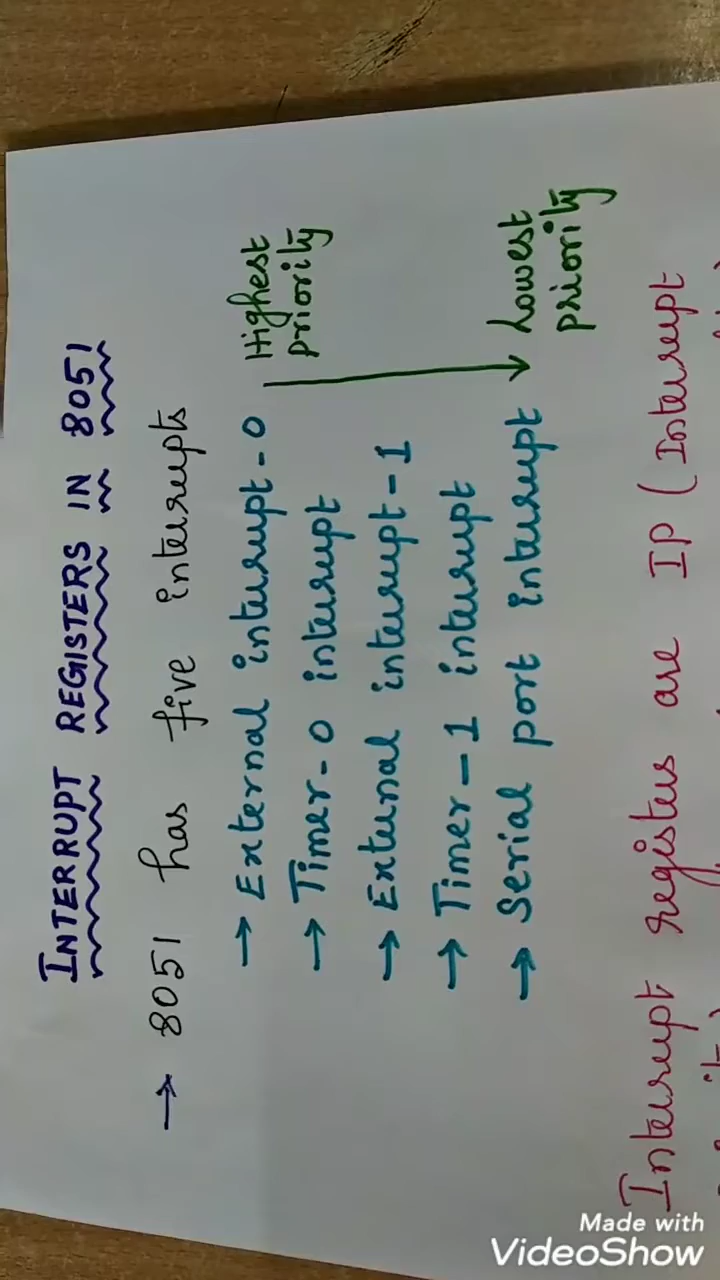 INTERRUPT REGISTERS IN 8051
→ 8051 has five interrupts
→ External interrupt-0 Highest priority
→ Timer-0 interrupt
→ External interrupt-1
→ Timer-1 interrupt
→ Serial port interrupt Lowest priority
Interrupt registers are IP (Interrupt
Made with
VideoShow